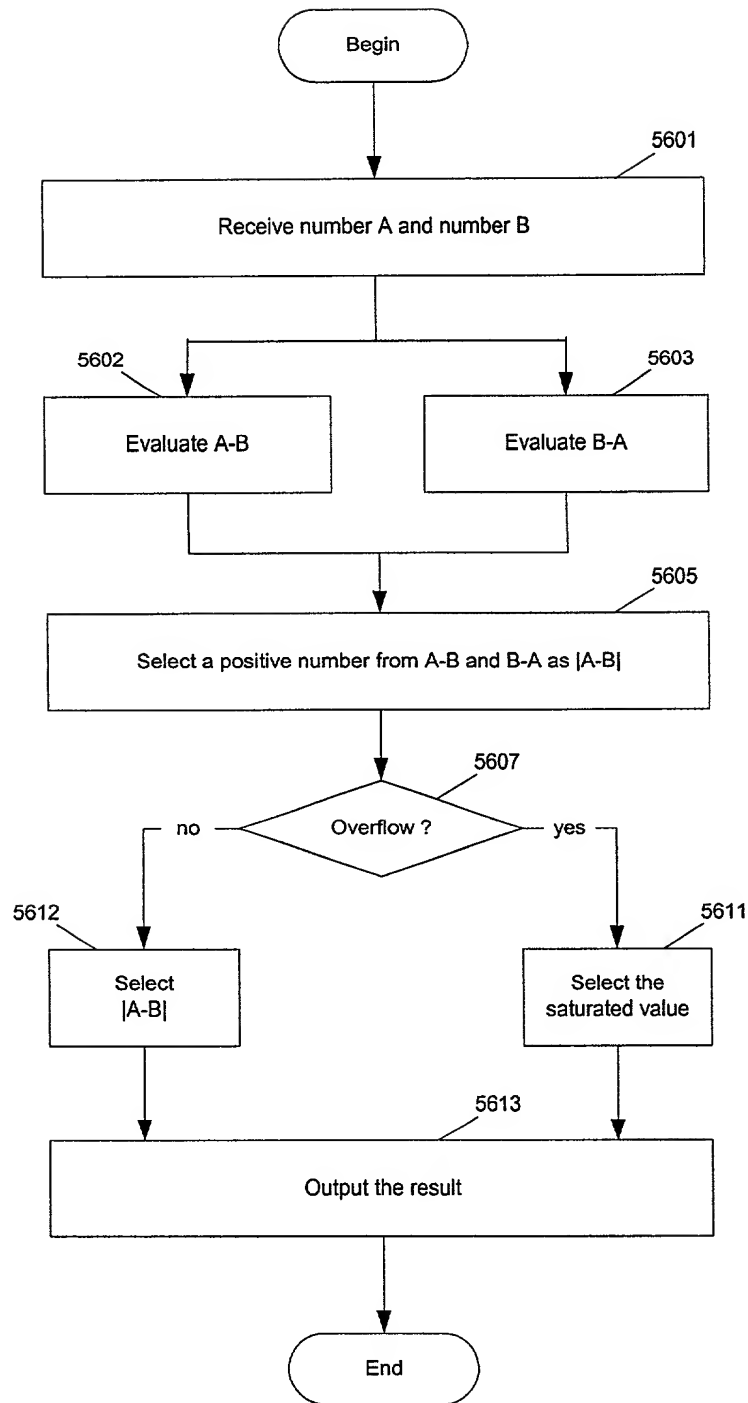 Begin
5601
Receive number A and number B
5602
5603
Evaluate A-B
Evaluate B-A
5605
Select a positive number from A-B and B-A as |A-B|
5607
Overflow ?
no
yes
5612
5611
Select
|A-B|
Select the
saturated value
5613
Output the result
End